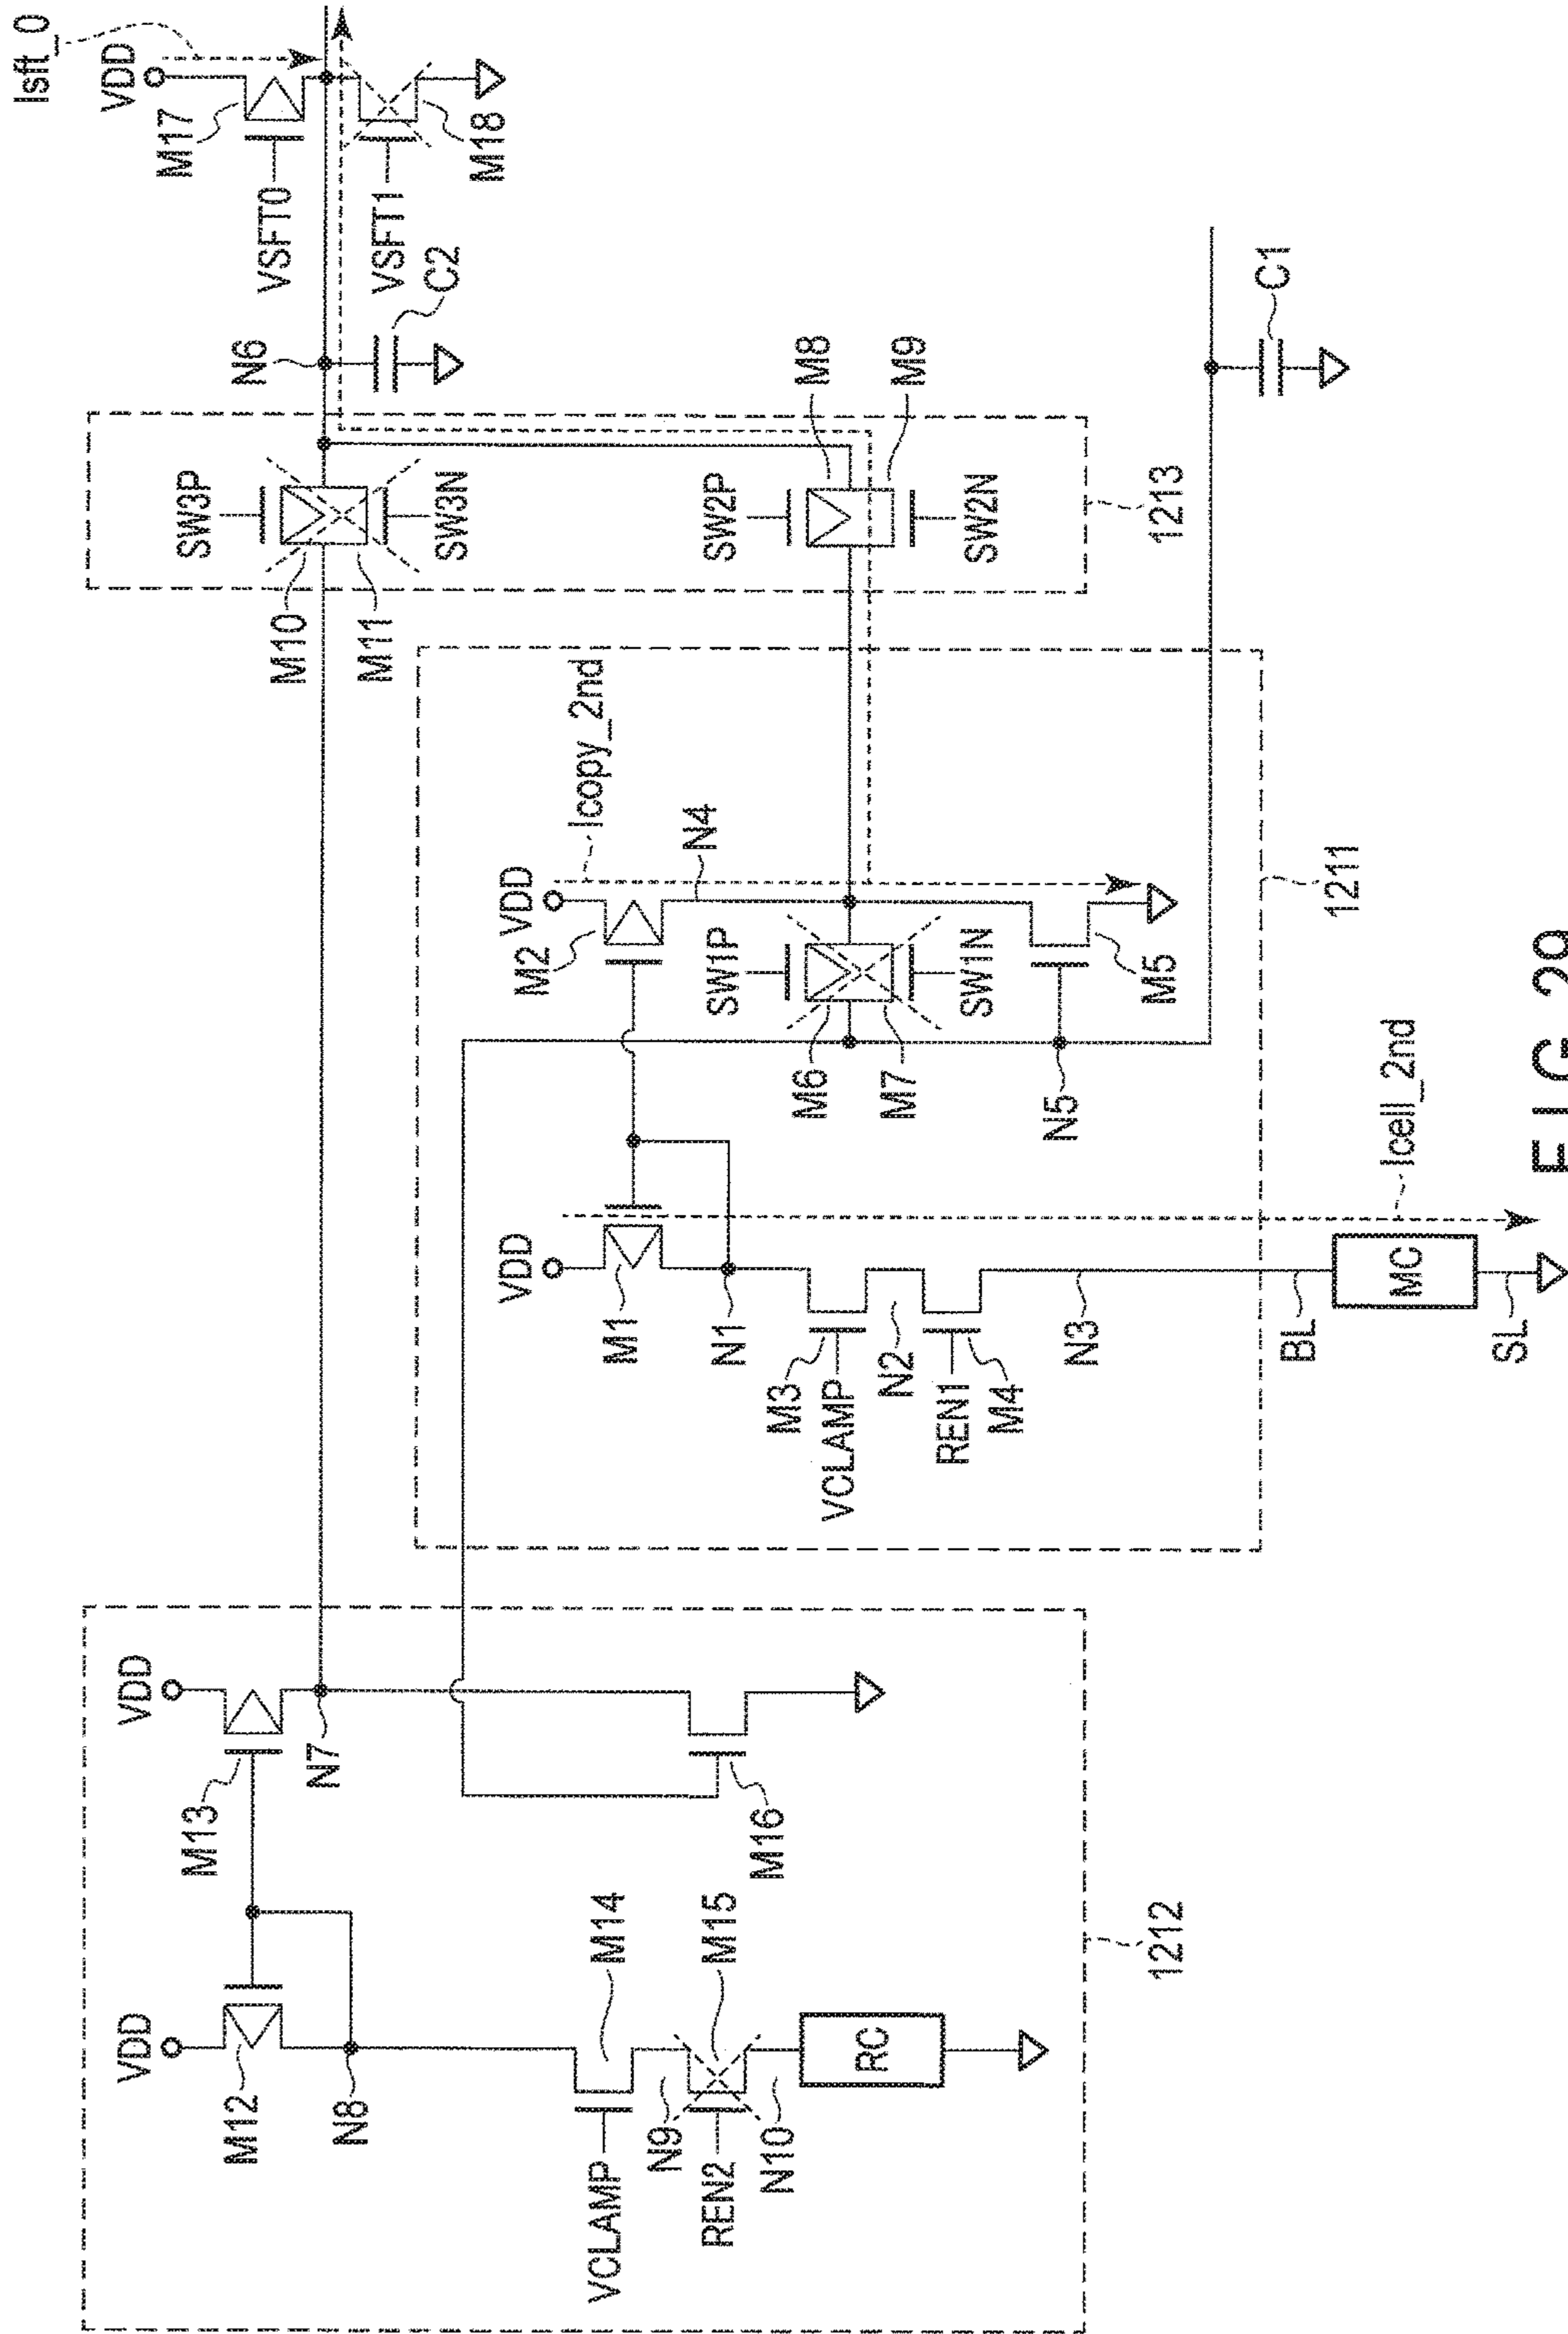 Isft_0
VDD
M17
VSFT0
VSFT1
M18
N6
C2
SW3P
SW3N
M10
M11
SW2P
SW2N
M8
M9
1213
C1
VDD
M13
N7
M12
VDD
N8
M14
VCLAMP
N9
REN2
M15
N10
RC
M16
1212
VDD
M2
Icopy_2nd
N4
SW1P
SW1N
M6
M7
M5
N5
VDD
M1
N1
M3
VCLAMP
N2
REN1
M4
N3
1211
Icell_2nd
BL
MC
SL
FIG. 29